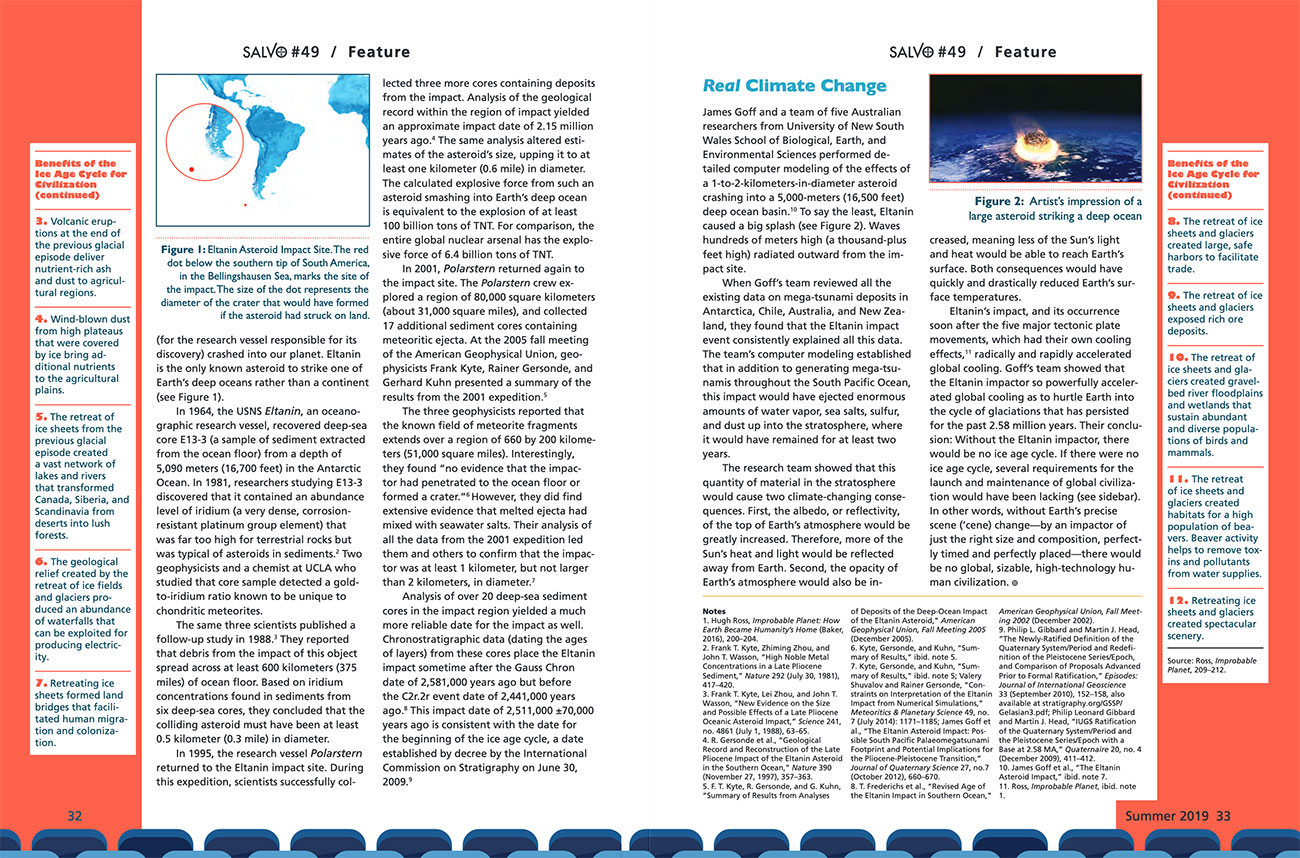 SALVO #49 / Feature
Benefits of the
Ice Age Cycle for
Civilization
(continued)
3. Volcanic erup-
tions at the end of
the previous glacial
episode deliver
nutrient-rich ash
and dust to agricul-
tural regions.
4. Wind-blown dust
from high plateaus
that were covered
by ice bring ad-
ditional nutrients
to the agricultural
plains.
5. The retreat of
ice sheets from the
previous glacial
episode created
a vast network of
lakes and rivers
that transformed
Canada, Siberia, and
Scandinavia from
deserts into lush
forests.
6. The geological
relief created by the
retreat of ice fields
and glaciers pro-
duced an abundance
of waterfalls that
can be exploited for
producing electric-
ity.
7. Retreating ice
sheets formed land
bridges that facili-
tated human migra-
tion and coloniza-
tion.
Figure 1: Eltanin Asteroid Impact Site. The red
dot below the southern tip of South America,
in the Bellingshausen Sea, marks the site of
the impact. The size of the dot represents the
diameter of the crater that would have formed
if the asteroid had struck on land.
(for the research vessel responsible for its
discovery) crashed into our planet. Eltanin
is the only known asteroid to strike one of
Earth's deep oceans rather than a continent
(see Figure 1).
In 1964, the USNS Eltanin, an oceano-
graphic research vessel, recovered deep-sea
core E13-3 (a sample of sediment extracted
from the ocean floor) from a depth of
5,090 meters (16,700 feet) in the Antarctic
Ocean. In 1981, researchers studying E13-3
discovered that it contained an abundance
level of iridium (a very dense, corrosion-
resistant platinum group element) that
was far too high for terrestrial rocks but
was typical of asteroids in sediments.2 Two
geophysicists and a chemist at UCLA who
studied that core sample detected a gold-
to-iridium ratio known to be unique to
chondritic meteorites.
The same three scientists published a
follow-up study in 1988.3 They reported
that debris from the impact of this object
spread across at least 600 kilometers (375
miles) of ocean floor. Based on iridium
concentrations found in sediments from
six deep-sea cores, they concluded that the
colliding asteroid must have been at least
0.5 kilometer (0.3 mile) in diameter.
In 1995, the research vessel Polarstern
returned to the Eltanin impact site. During
this expedition, scientists successfully col-
lected three more cores containing deposits
from the impact. Analysis of the geological
record within the region of impact yielded
an approximate impact date of 2.15 million
years ago.4 The same analysis altered esti-
mates of the asteroid's size, upping it to at
least one kilometer (0.6 mile) in diameter.
The calculated explosive force from such an
asteroid smashing into Earth's deep ocean
is equivalent to the explosion of at least
100 billion tons of TNT. For comparison, the
entire global nuclear arsenal has the explo-
sive force of 6.4 billion tons of TNT.
In 2001, Polarstern returned again to
the impact site. The Polarstern crew ex-
plored a region of 80,000 square kilometers
(about 31,000 square miles), and collected
17 additional sediment cores containing
meteoritic ejecta. At the 2005 fall meeting
of the American Geophysical Union, geo-
physicists Frank Kyte, Rainer Gersonde, and
Gerhard Kuhn presented a summary of the
results from the 2001 expedition.5
The three geophysicists reported that
the known field of meteorite fragments
extends over a region of 660 by 200 kilome-
ters (51,000 square miles). Interestingly,
they found "no evidence that the impac-
tor had penetrated to the ocean floor or
formed a crater."6 However, they did find
extensive evidence that melted ejecta had
mixed with seawater salts. Their analysis of
all the data from the 2001 expedition led
them and others to confirm that the impac-
tor was at least 1 kilometer, but not larger
than 2 kilometers, in diameter.7
Analysis of over 20 deep-sea sediment
cores in the impact region yielded a much
more reliable date for the impact as well.
Chronostratigraphic data (dating the ages
of layers) from these cores place the Eltanin
impact sometime after the Gauss Chron
date of 2,581,000 years ago but before
the C2r.2r event date of 2,441,000 years
ago.8 This impact date of 2,511,000 ±70,000
years ago is consistent with the date for
the beginning of the ice age cycle, a date
established by decree by the International
Commission on Stratigraphy on June 30,
2009.9
32
SALVO #49 / Feature
Real Climate Change
James Goff and a team of five Australian
researchers from University of New South
Wales School of Biological, Earth, and
Environmental Sciences performed de-
tailed computer modeling of the effects of
a 1-to-2-kilometers-in-diameter asteroid
crashing into a 5,000-meters (16,500 feet)
deep ocean basin.10 To say the least, Eltanin
caused a big splash (see Figure 2). Waves
hundreds of meters high (a thousand-plus
feet high) radiated outward from the im-
pact site.
When Goff's team reviewed all the
existing data on mega-tsunami deposits in
Antarctica, Chile, Australia, and New Zea-
land, they found that the Eltanin impact
event consistently explained all this data.
The team's computer modeling established
that in addition to generating mega-tsu-
namis throughout the South Pacific Ocean,
this impact would have ejected enormous
amounts of water vapor, sea salts, sulfur,
and dust up into the stratosphere, where
it would have remained for at least two
years.
The research team showed that this
quantity of material in the stratosphere
would cause two climate-changing conse-
quences. First, the albedo, or reflectivity,
of the top of Earth's atmosphere would be
greatly increased. Therefore, more of the
Sun's heat and light would be reflected
away from Earth. Second, the opacity of
Earth's atmosphere would also be in-
Figure 2: Artist's impression of a
large asteroid striking a deep ocean
creased, meaning less of the Sun's light
and heat would be able to reach Earth's
surface. Both consequences would have
quickly and drastically reduced Earth's sur-
face temperatures.
Eltanin's impact, and its occurrence
soon after the five major tectonic plate
movements, which had their own cooling
effects,11 radically and rapidly accelerated
global cooling. Goff's team showed that
the Eltanin impactor so powerfully acceler-
ated global cooling as to hurtle Earth into
the cycle of glaciations that has persisted
for the past 2.58 million years. Their conclu-
sion: Without the Eltanin impactor, there
would be no ice age cycle. If there were no
ice age cycle, several requirements for the
launch and maintenance of global civiliza-
tion would have been lacking (see sidebar).
In other words, without Earth's precise
scene ('cene) change—by an impactor of
just the right size and composition, perfect-
ly timed and perfectly placed—there would
be no global, sizable, high-technology hu-
man civilization.
Notes
1. Hugh Ross, Improbable Planet: How
Earth Became Humanity's Home (Baker,
2016), 200–204.
2. Frank T. Kyte, Zhiming Zhou, and
John T. Wasson, "High Noble Metal
Concentrations in a Late Pliocene
Sediment," Nature 292 (July 30, 1981),
417–420.
3. Frank T. Kyte, Lei Zhou, and John T.
Wasson, "New Evidence on the Size
and Possible Effects of a Late Pliocene
Oceanic Asteroid Impact," Science 241,
no. 4861 (July 1, 1988), 63–65.
4. R. Gersonde et al., "Geological
Record and Reconstruction of the Late
Pliocene Impact of the Eltanin Asteroid
in the Southern Ocean," Nature 390
(November 27, 1997), 357–363.
5. F. T. Kyte, R. Gersonde, and G. Kuhn,
"Summary of Results from Analyses
of Deposits of the Deep-Ocean Impact
of the Eltanin Asteroid," American
Geophysical Union, Fall Meeting 2005
(December 2005).
6. Kyte, Gersonde, and Kuhn, "Sum-
mary of Results," ibid. note 5.
7. Kyte, Gersonde, and Kuhn, "Sum-
mary of Results," ibid. note 5; Valery
Shuvalov and Rainer Gersonde, "Con-
straints on Interpretation of the Eltanin
Impact from Numerical Simulations,"
Meteoritics & Planetary Science 49, no.
7 (July 2014): 1171–1185; James Goff et
al., "The Eltanin Asteroid Impact: Pos-
sible South Pacific Palaeomegatsunami
Footprint and Potential Implications for
the Pliocene-Pleistocene Transition,"
Journal of Quaternary Science 27, no.7
(October 2012), 660–670.
8. T. Frederichs et al., "Revised Age of
the Eltanin Impact in Southern Ocean,"
American Geophysical Union, Fall Meet-
ing 2002 (December 2002).
9. Philip L. Gibbard and Martin J. Head,
"The Newly-Ratified Definition of the
Quaternary System/Period and Redefi-
nition of the Pleistocene Series/Epoch,
and Comparison of Proposals Advanced
Prior to Formal Ratification," Episodes:
Journal of International Geoscience
33 (September 2010), 152–158, also
available at stratigraphy.org/GSSP/
Gelasian3.pdf; Philip Leonard Gibbard
and Martin J. Head, "IUGS Ratification
of the Quaternary System/Period and
the Pleistocene Series/Epoch with a
Base at 2.58 MA," Quaternaire 20, no. 4
(December 2009), 411–412.
10. James Goff et al., "The Eltanin
Asteroid Impact," ibid. note 7.
11. Ross, Improbable Planet, ibid. note
1.
Benefits of the
Ice Age Cycle for
Civilization
(continued)
8. The retreat of ice
sheets and glaciers
created large, safe
harbors to facilitate
trade.
9. The retreat of ice
sheets and glaciers
exposed rich ore
deposits.
10. The retreat of
ice sheets and gla-
ciers created gravel-
bed river floodplains
and wetlands that
sustain abundant
and diverse popula-
tions of birds and
mammals.
11. The retreat
of ice sheets and
glaciers created
habitats for a high
population of bea-
vers. Beaver activity
helps to remove tox-
ins and pollutants
from water supplies.
12. Retreating ice
sheets and glaciers
created spectacular
scenery.
Source: Ross, Improbable
Planet, 209–212.
Summer 2019 33